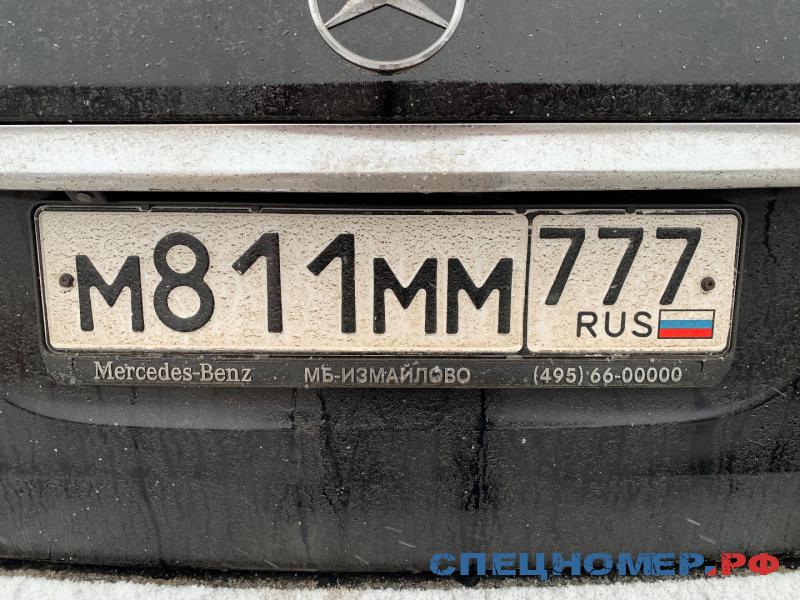 М811ММ 777
RUS
Mercedes-Benz МБ-ИЗМАЙЛОВО (495) 66-00000
СПЕЦНОМЕР.РФ